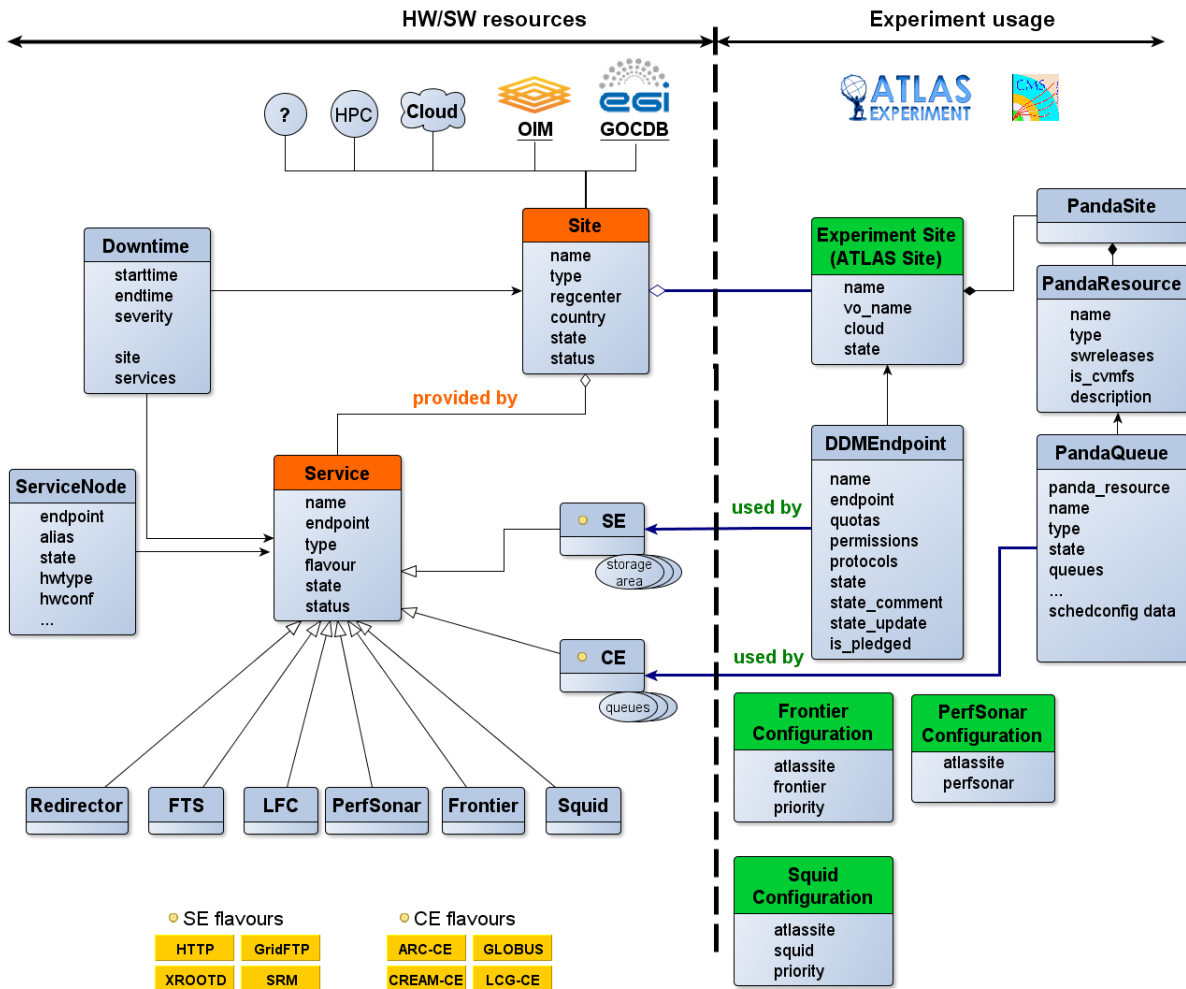 HW/SW resources
Experiment usage
?
HPC
Cloud
OIM
egi
GOCDB
ATLAS
EXPERIMENT
CMS
Downtime
starttime
endtime
severity
site
services
Site
name
type
regcenter
country
state
status
Experiment Site
(ATLAS Site)
name
vo_name
cloud
state
PandaSite
PandaResource
name
type
swreleases
is_cvmfs
description
provided by
ServiceNode
endpoint
alias
state
hwtype
hwconf
...
Service
name
endpoint
type
flavour
state
status
SE
storage
area
CE
queues
used by
used by
DDMEndpoint
name
endpoint
quotas
permissions
protocols
state
state_comment
state_update
is_pledged
PandaQueue
panda_resource
name
type
state
queues
...
schedconfig data
Redirector
FTS
LFC
PerfSonar
Frontier
Squid
Frontier
Configuration
atlassite
frontier
priority
PerfSonar
Configuration
atlassite
perfsonar
Squid
Configuration
atlassite
squid
priority
SE flavours
HTTP
GridFTP
XROOTD
SRM
CE flavours
ARC-CE
GLOBUS
CREAM-CE
LCG-CE